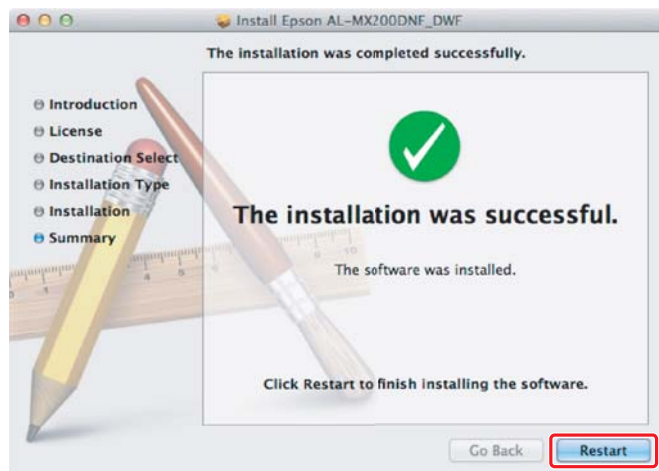 Install Epson AL-MX200DNF_DWF
The installation was completed successfully.
Introduction
License
Destination Select
Installation Type
Installation
Summary
The installation was successful.
The software was installed.
Click Restart to finish installing the software.
Go Back
Restart